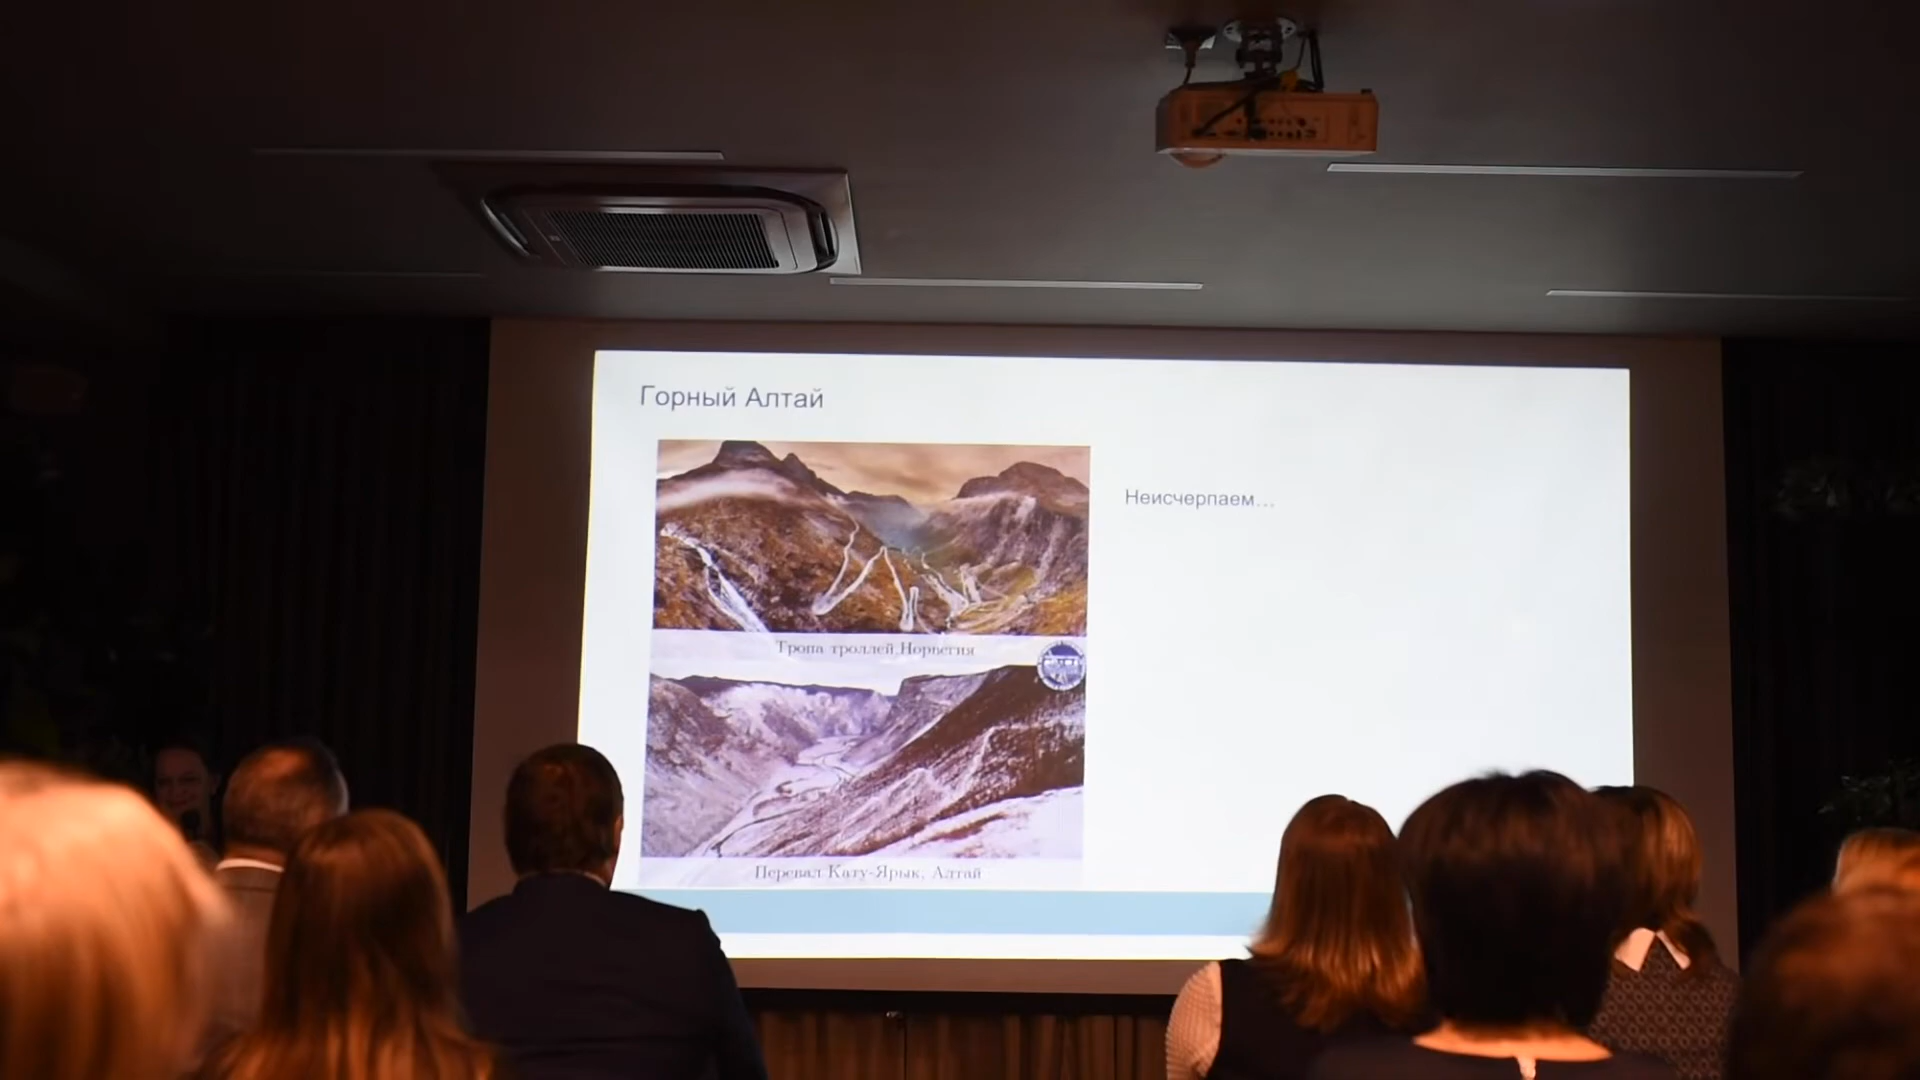 Горный Алтай
Неисчерпаем...
Тропа троллей Норвегия
Перевал Кату-Ярык, Алтай